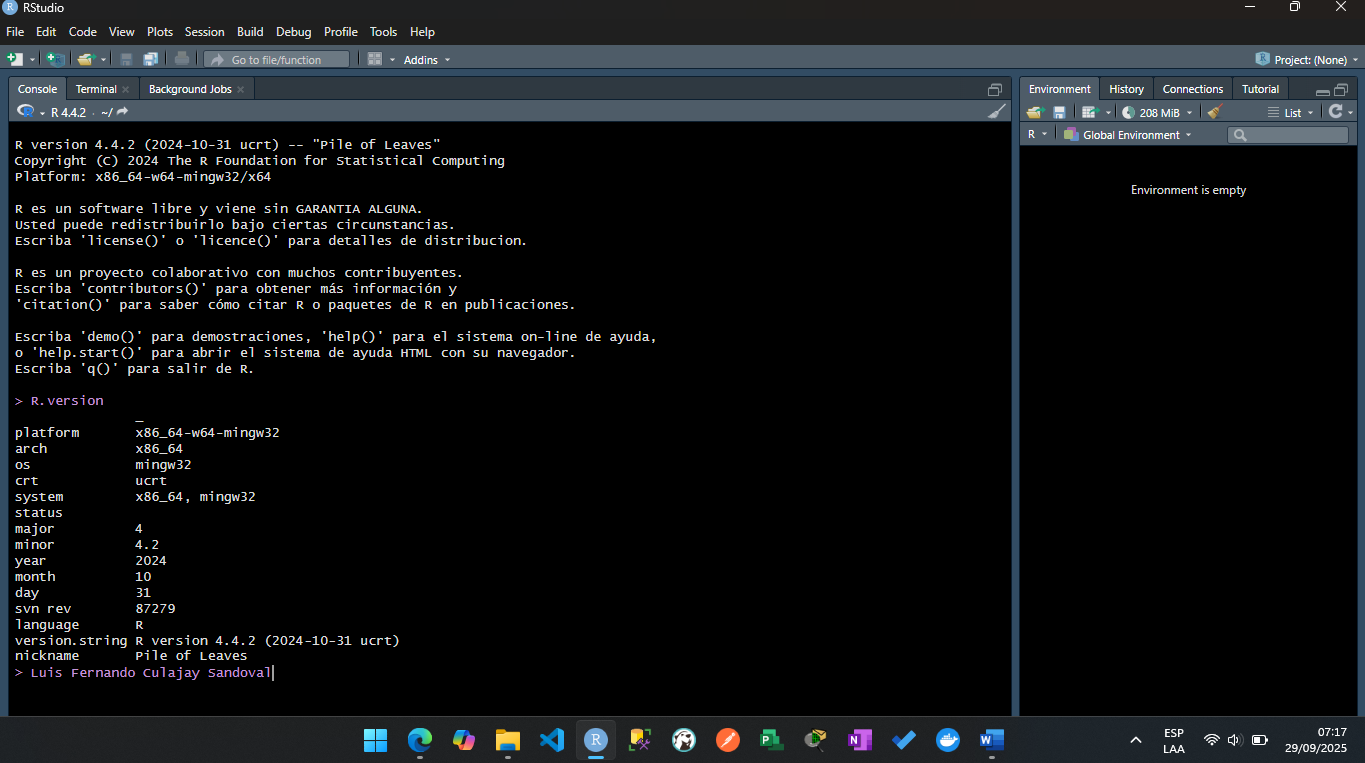 RStudio
File Edit Code View Plots Session Build Debug Profile Tools Help
Go to file/function Addins Project: (None)
Console Terminal Background Jobs
R 4.4.2 · ~/
R version 4.4.2 (2024-10-31 ucrt) -- "Pile of Leaves"
Copyright (C) 2024 The R Foundation for Statistical Computing
Platform: x86_64-w64-mingw32/x64
R es un software libre y viene sin GARANTIA ALGUNA.
Usted puede redistribuirlo bajo ciertas circunstancias.
Escriba 'license()' o 'licence()' para detalles de distribucion.
R es un proyecto colaborativo con muchos contribuyentes.
Escriba 'contributors()' para obtener más información y
'citation()' para saber cómo citar R o paquetes de R en publicaciones.
Escriba 'demo()' para demostraciones, 'help()' para el sistema on-line de ayuda,
o 'help.start()' para abrir el sistema de ayuda HTML con su navegador.
Escriba 'q()' para salir de R.
> R.version
_
platform x86_64-w64-mingw32
arch x86_64
os mingw32
crt ucrt
system x86_64, mingw32
status
major 4
minor 4.2
year 2024
month 10
day 31
svn rev 87279
language R
version.string R version 4.4.2 (2024-10-31 ucrt)
nickname Pile of Leaves
> Luis Fernando Culajay Sandoval
Environment History Connections Tutorial
208 MiB List
R Global Environment
Environment is empty
ESP
LAA
07:17
29/09/2025